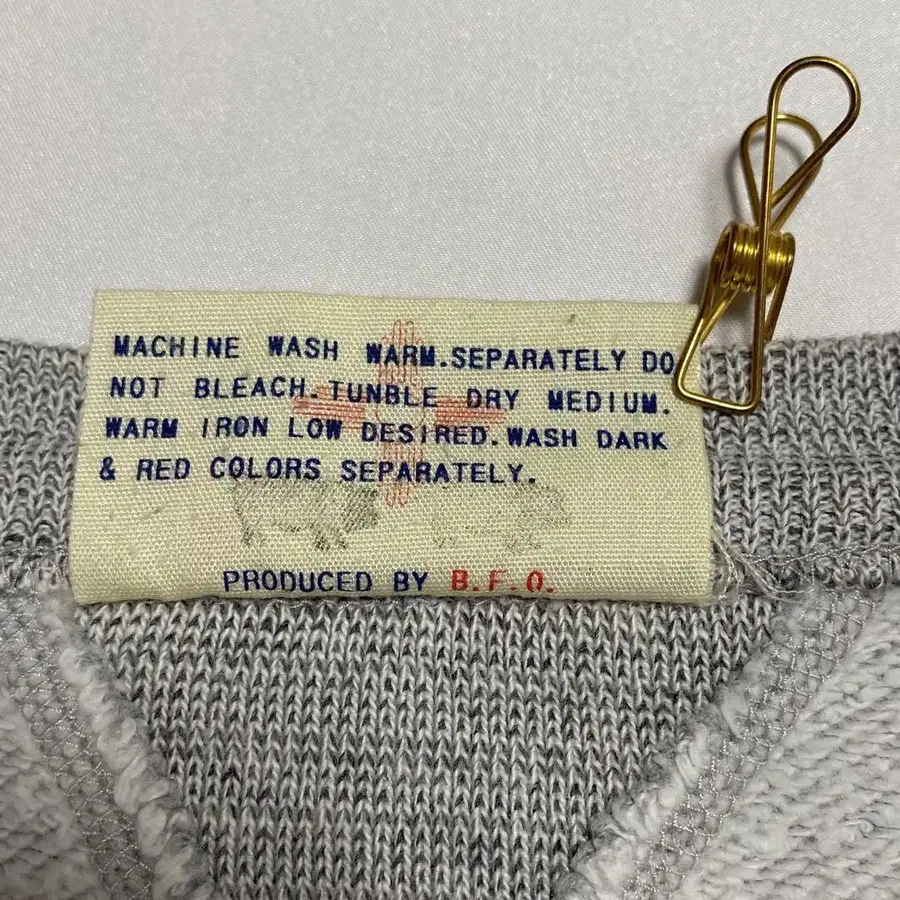 MACHINE WASH WARM.SEPARATELY DO
NOT BLEACH.TUNBLE DRY MEDIUM.
WARM IRON LOW DESIRED.WASH DARK
& RED COLORS SEPARATELY.
PRODUCED BY B.F.O.